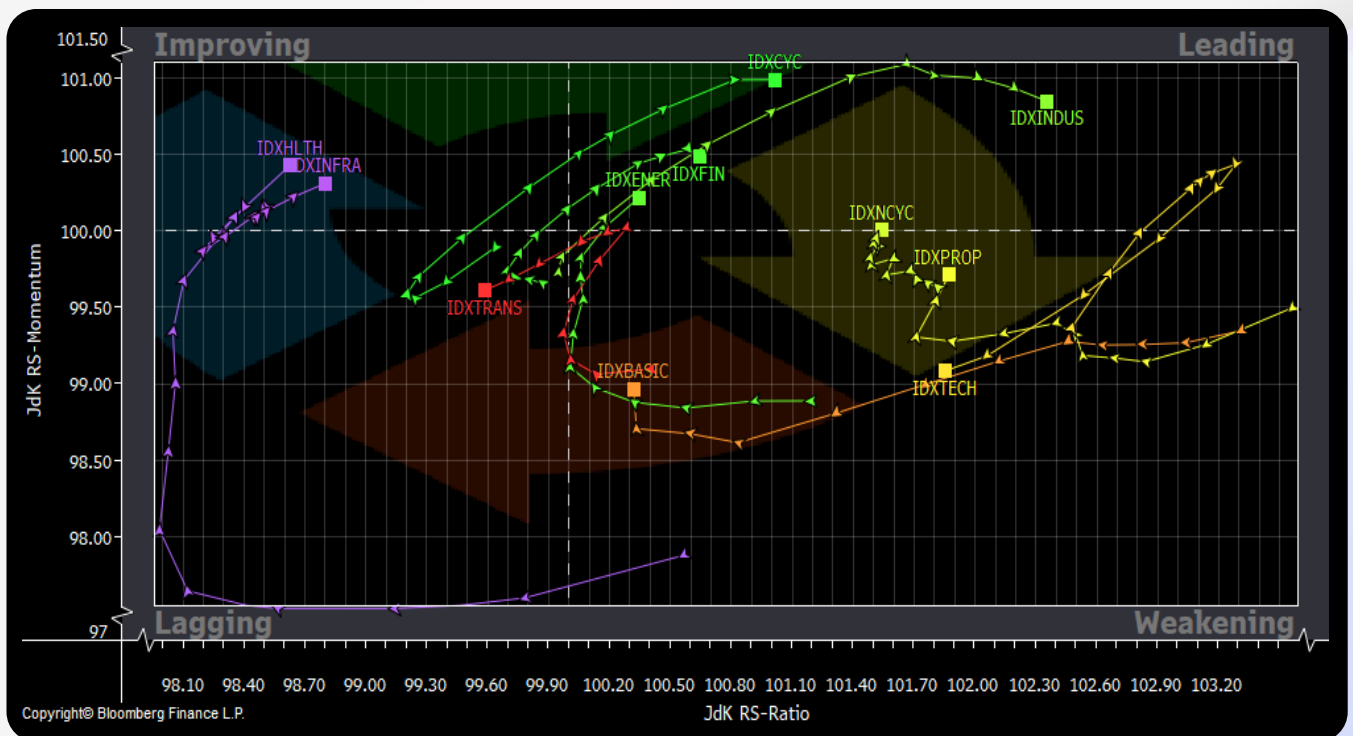 101.50
Improving
Leading
101.00
IDXCYC
IDXINDUS
100.50
IDXHLTH
DXINFRA
IDXENER
IDXFIN
IDXNCYC
100.00
IDXPROP
99.50
IDXTRANS
99.00
IDXBASIC
IDXTECH
98.50
98.00
97
Lagging
Weakening
JdK RS-Momentum
98.10 98.40 98.70 99.00 99.30 99.60 99.90 100.20 100.50 100.80 101.10 101.40 101.70 102.00 102.30 102.60 102.90 103.20
Copyright© Bloomberg Finance L.P.
JdK RS-Ratio